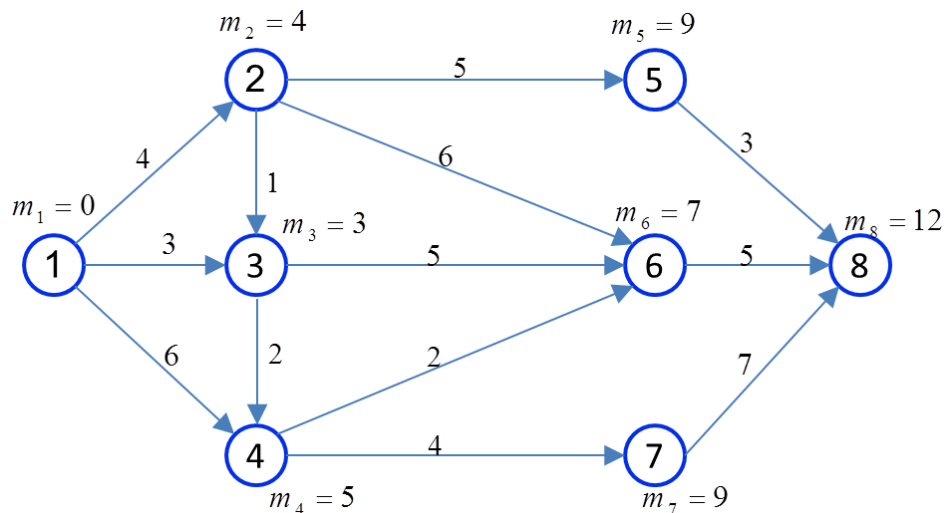 m₂ = 4
m₅ = 9
2
5
5
4
6
3
1
m₁ = 0
m₃ = 3
m₆ = 7
m₈ = 12
1
3
3
5
6
5
8
6
2
2
7
4
4
7
m₄ = 5
m₇ = 9